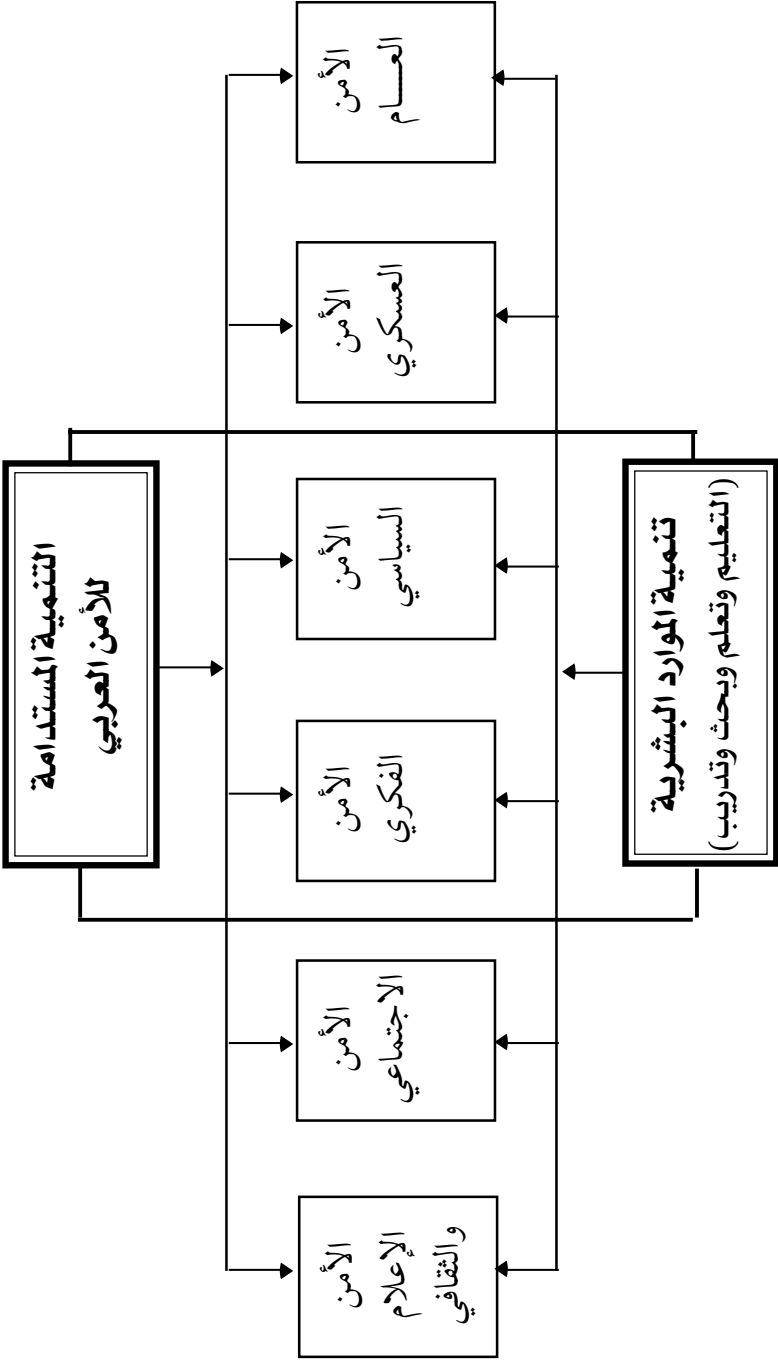 التنمية المستدامة
للأمن العربي
الأمن
العـــام
الأمن
العسكري
الأمن
السياسي
الأمن
الفكري
الأمن
الاجتماعي
الأمن
الإعلام
والثقافي
تنمية الموارد البشرية
(التعليم وتعلم وبحث وتدريب)